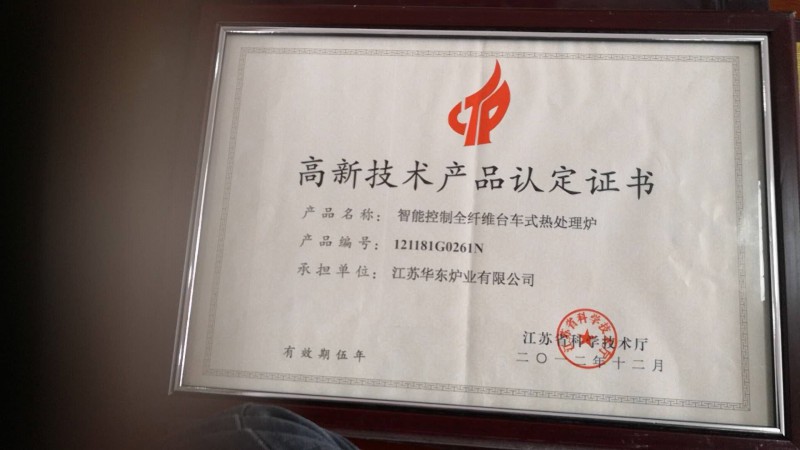 高新技术产品认定证书
产品名称：智能控制全纤维台车式热处理炉
产品编号：121181G0261N
承担单位：江苏华东炉业有限公司
江苏省科学技术厅
有效期伍年
二〇一二年十二月